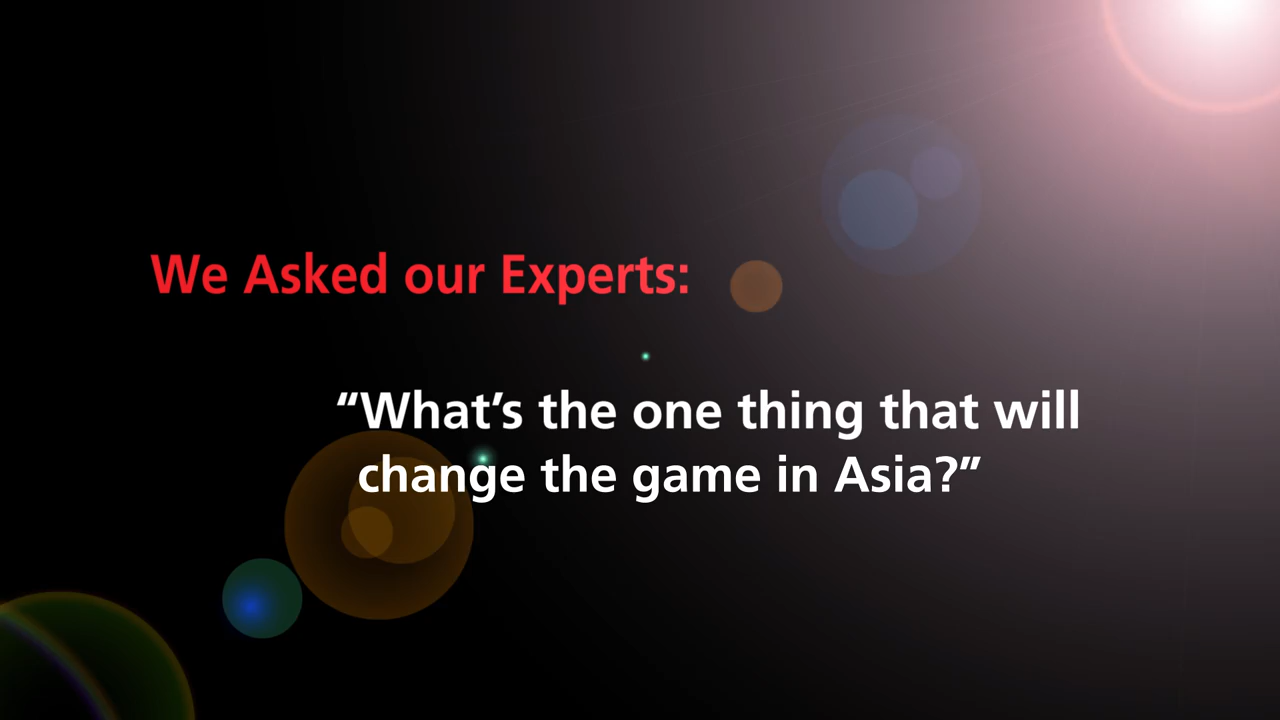 We Asked our Experts:
“What’s the one thing that will
change the game in Asia?”